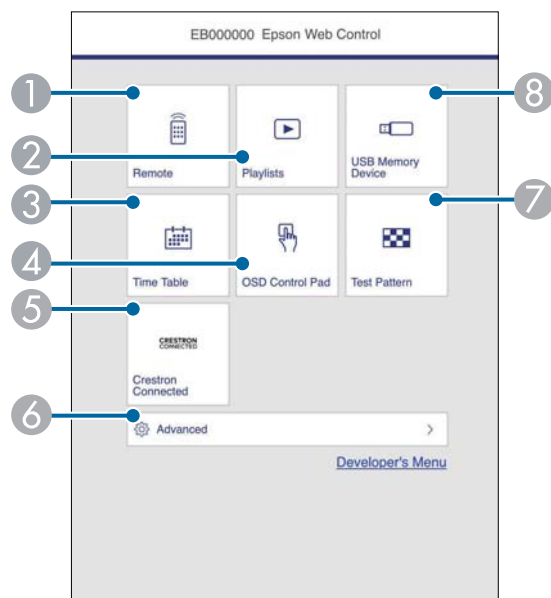 EB000000 Epson Web Control
1
8
2
Remote
Playlists
USB Memory
Device
3
7
4
Time Table
OSD Control Pad
Test Pattern
5
CRESTRON
CONNECTED
Crestron
Connected
6
Advanced
Developer's Menu